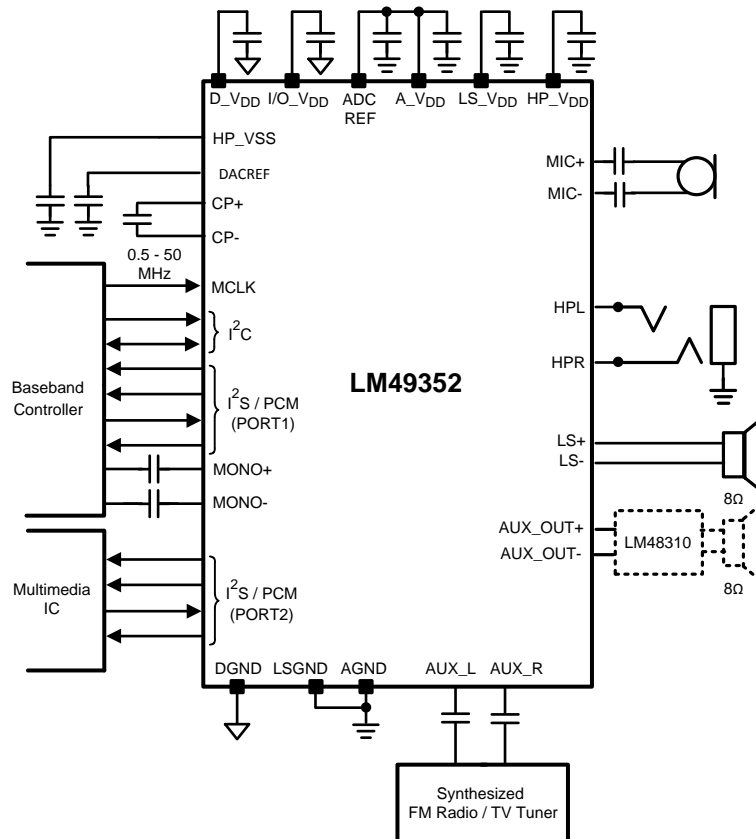 D_VDD I/O_VDD ADC REF A_VDD LS_VDD HP_VDD
HP_VSS
DACREF
CP+
CP-
0.5 - 50
MHz
MCLK
I2C
Baseband
Controller
I2S / PCM
(PORT1)
MONO+
MONO-
Multimedia
IC
I2S / PCM
(PORT2)
LM49352
MIC+
MIC-
HPL
HPR
LS+
LS-
8Ω
AUX_OUT+
AUX_OUT-
LM48310
8Ω
DGND LSGND AGND AUX_L AUX_R
Synthesized
FM Radio / TV Tuner